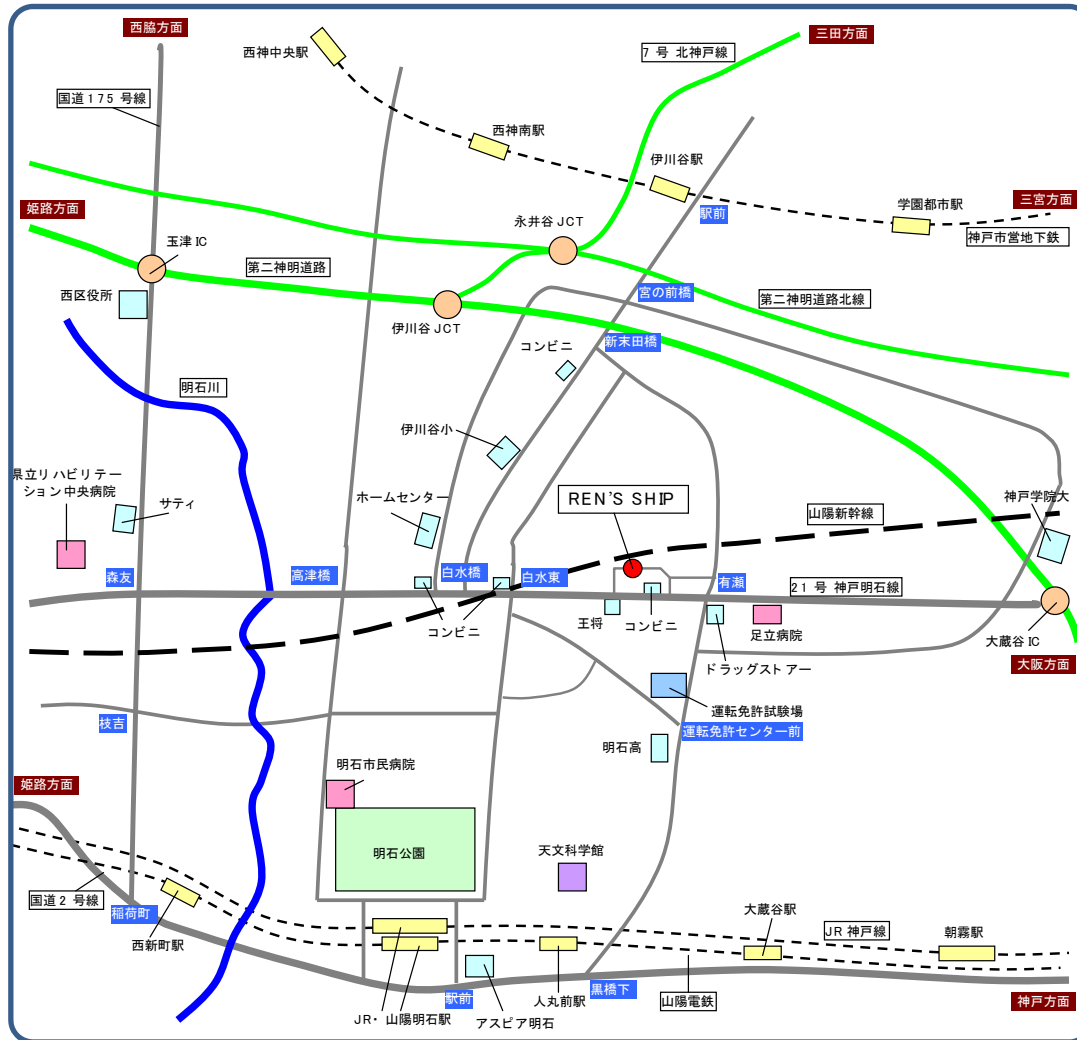 西脇方面
三田方面
7号 北神戸線
西神中央駅
国道175号線
西神南駅
伊川谷駅
学園都市駅
三宮方面
姫路方面
駅前
永井谷JCT
神戸市営地下鉄
玉津IC
第二神明道路
西区役所
宮の前橋
第二神明道路北線
伊川谷JCT
新末田橋
コンビニ
明石川
伊川谷小
県立リハビリテー
ション中央病院
サティ
ホームセンター
REN'S SHIP
山陽新幹線
神戸学院大
森友
高津橋
白水橋
白水東
有瀬
21号 神戸明石線
コンビニ
王将
コンビニ
足立病院
大蔵谷IC
ドラッグストアー
大阪方面
枝吉
運転免許試験場
運転免許センター前
明石高
姫路方面
明石市民病院
明石公園
天文科学館
国道2号線
稲荷町
西新町駅
大蔵谷駅
JR神戸線
朝霧駅
駅前
人丸前駅
黒橋下
山陽電鉄
神戸方面
JR・山陽明石駅
アスピア明石